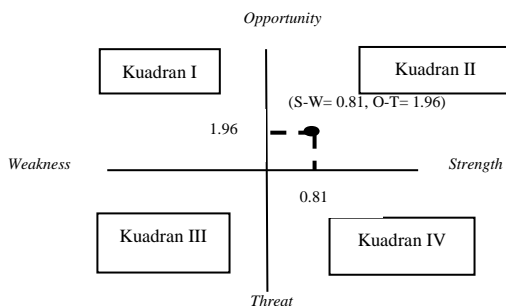 Opportunity
Kuadran I
Kuadran II
(S-W= 0.81, O-T= 1.96)
1.96
Weakness
Strength
0.81
Kuadran III
Kuadran IV
Threat